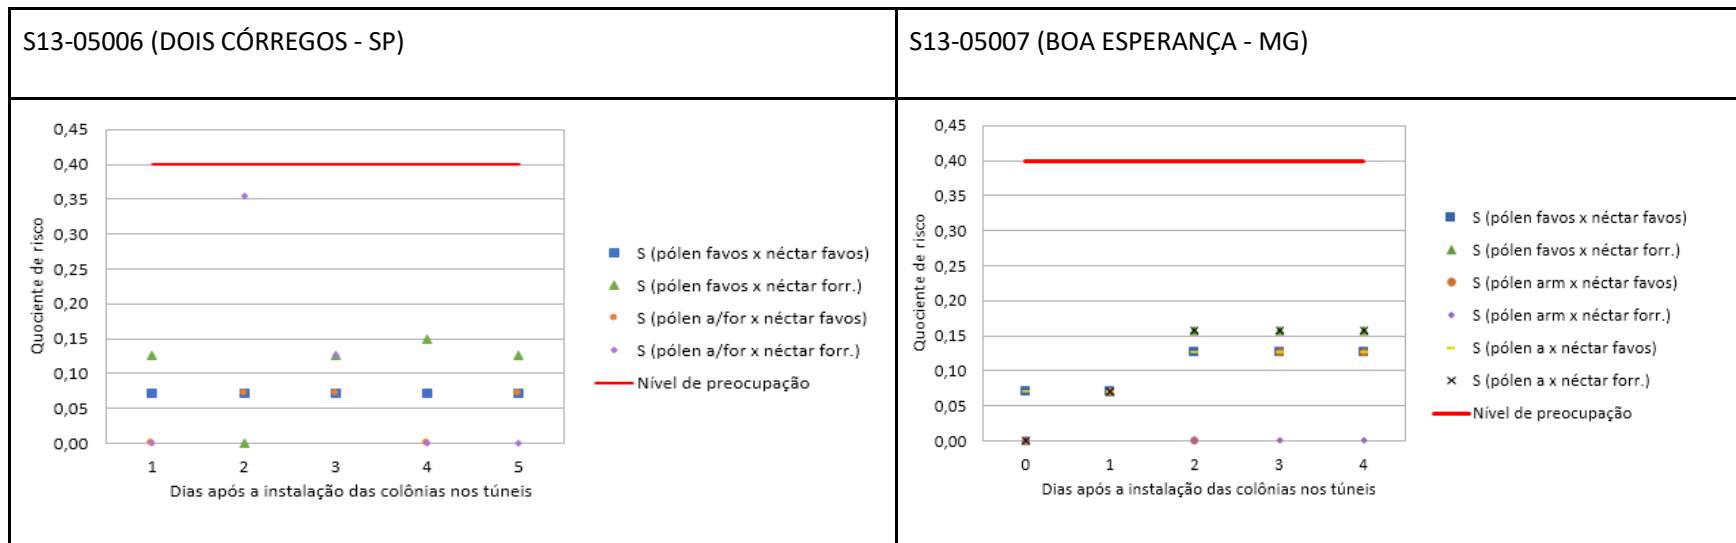 S13-05006 (DOIS CÓRREGOS - SP)
S13-05007 (BOA ESPERANÇA - MG)
0,45
0,40
0,35
0,30
0,25
0,20
0,15
0,10
0,05
0,00
Quociente de risco
1 2 3 4 5
Dias após a instalação das colônias nos túneis
S (pólen favos x néctar favos)
S (pólen favos x néctar forr.)
S (pólen a/for x néctar favos)
S (pólen a/for x néctar forr.)
Nível de preocupação
0,45
0,40
0,35
0,30
0,25
0,20
0,15
0,10
0,05
0,00
Quociente de risco
0 1 2 3 4
Dias após a instalação das colônias nos túneis
S (pólen favos x néctar favos)
S (pólen favos x néctar forr.)
S (pólen arm x néctar favos)
S (pólen arm x néctar forr.)
S (pólen a x néctar favos)
S (pólen a x néctar forr.)
Nível de preocupação